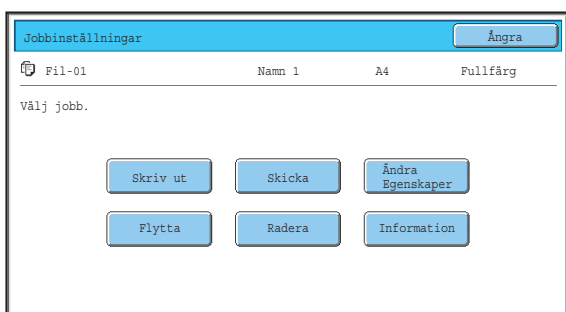 Jobbinställningar Ångra
Fil-01 Namn 1 A4 Fullfärg
Välj jobb.
Skriv ut Skicka Ändra
Egenskaper
Flytta Radera Information